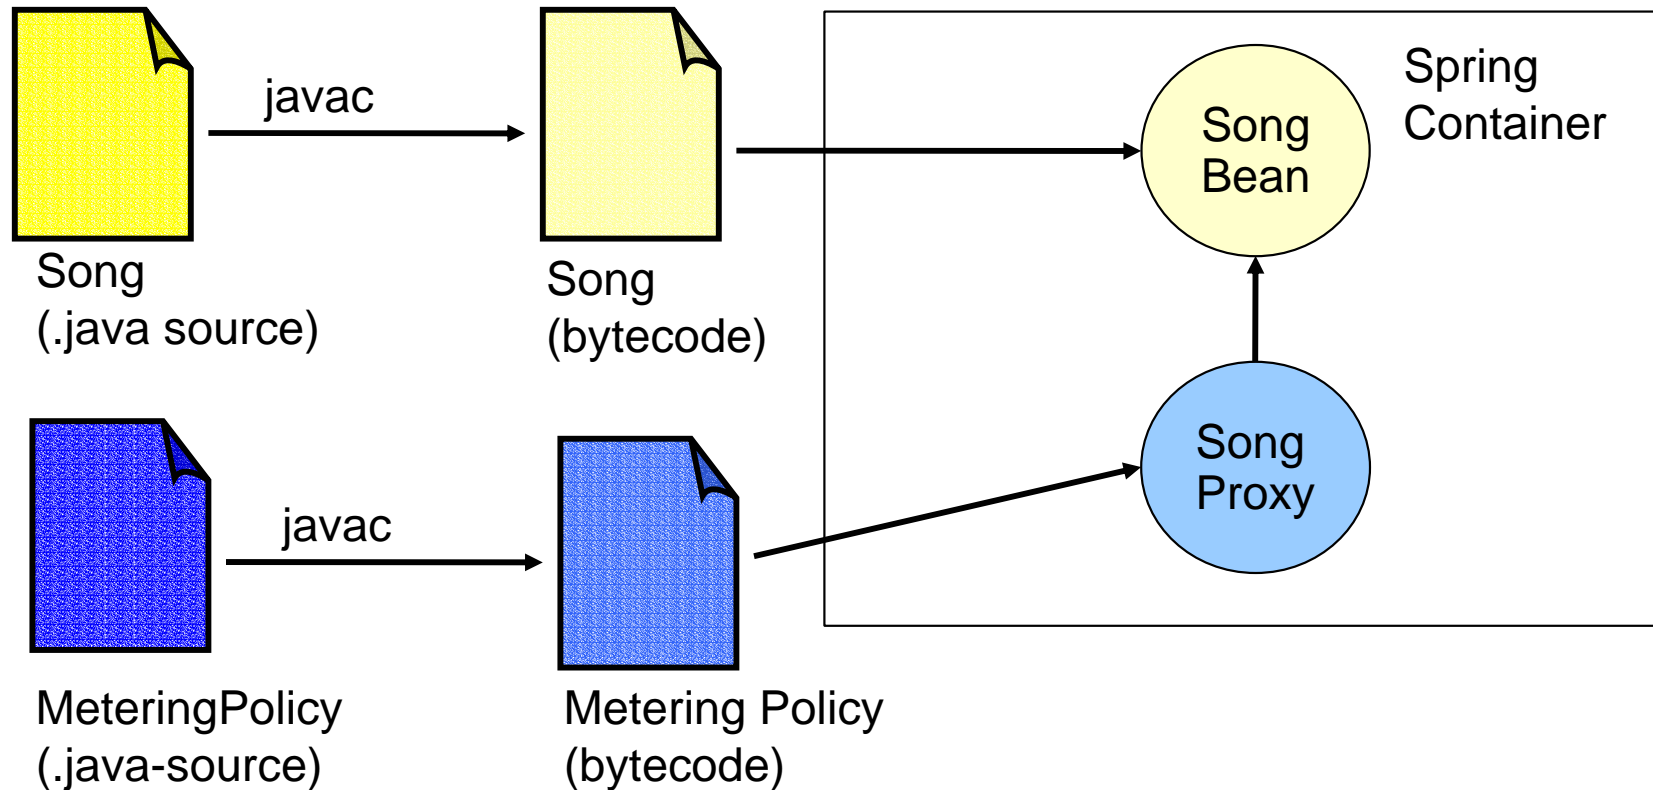 javac
Song
(.java source)
Song
(bytecode)
Spring
Container
Song
Bean
Song
Proxy
javac
MeteringPolicy
(.java-source)
Metering Policy
(bytecode)